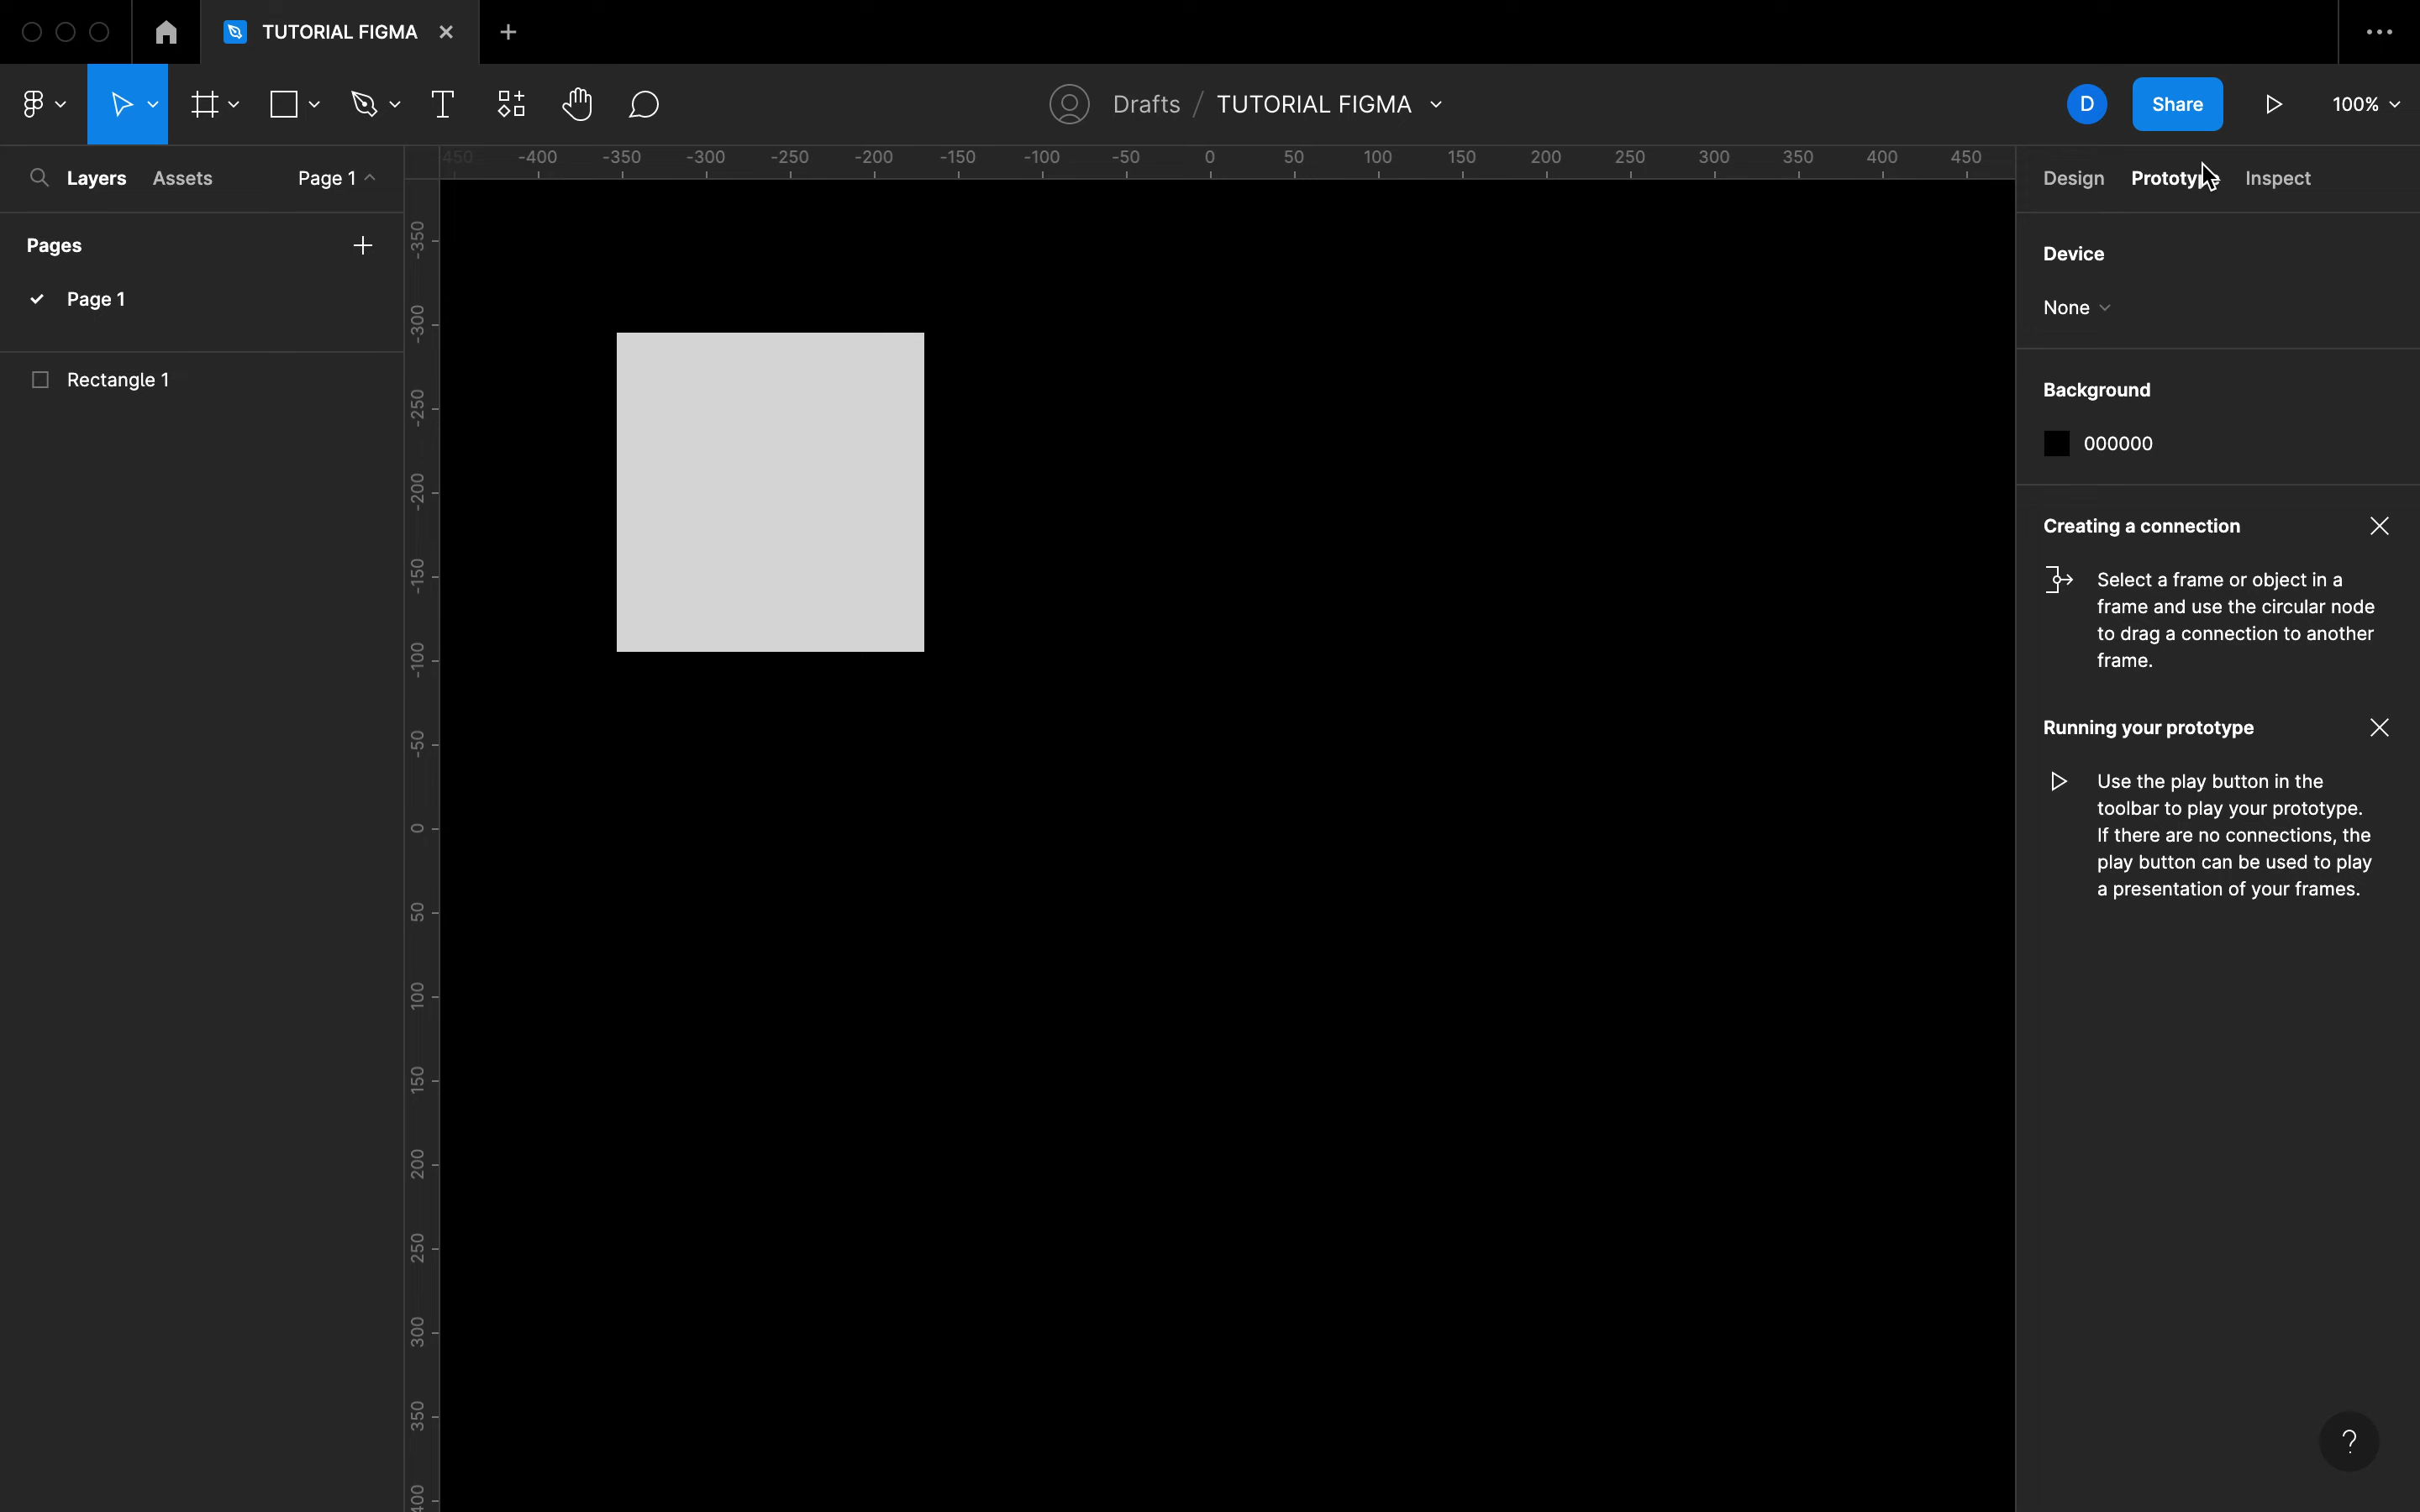 TUTORIAL FIGMA
Drafts / TUTORIAL FIGMA
D
Share
100%
Layers Assets Page 1
Pages
Page 1
Rectangle 1
450 -400 -350 -300 -250 -200 -150 -100 -50 0 50 100 150 200 250 300 350 400 450
-350
-300
-250
-200
-150
-100
-50
0
50
100
150
200
250
300
350
400
Design Prototype Inspect
Device
None
Background
000000
Creating a connection
Select a frame or object in a
frame and use the circular node
to drag a connection to another
frame.
Running your prototype
Use the play button in the
toolbar to play your prototype.
If there are no connections, the
play button can be used to play
a presentation of your frames.
?